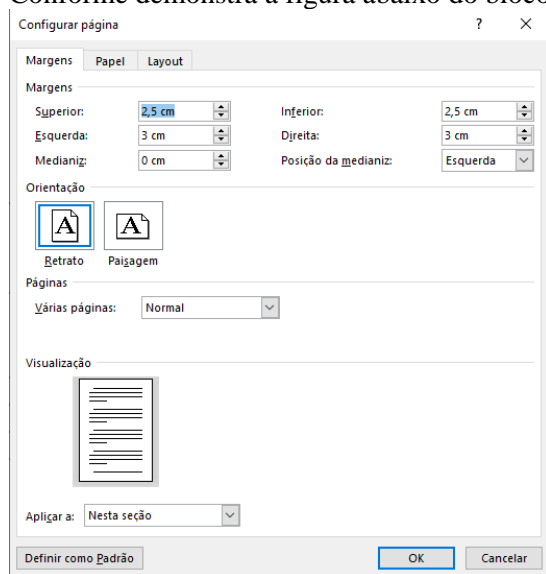 Conforme demonstra a figura abaixo do bloco
Configurar página ? ×
Margens Papel Layout
Margens
Superior: 2,5 cm Inferior: 2,5 cm
Esquerda: 3 cm Direita: 3 cm
Medianiz: 0 cm Posição da medianiz: Esquerda
Orientação
A A
Retrato Paisagem
Páginas
Várias páginas: Normal
Visualização
Aplicar a: Nesta seção
Definir como Padrão OK Cancelar